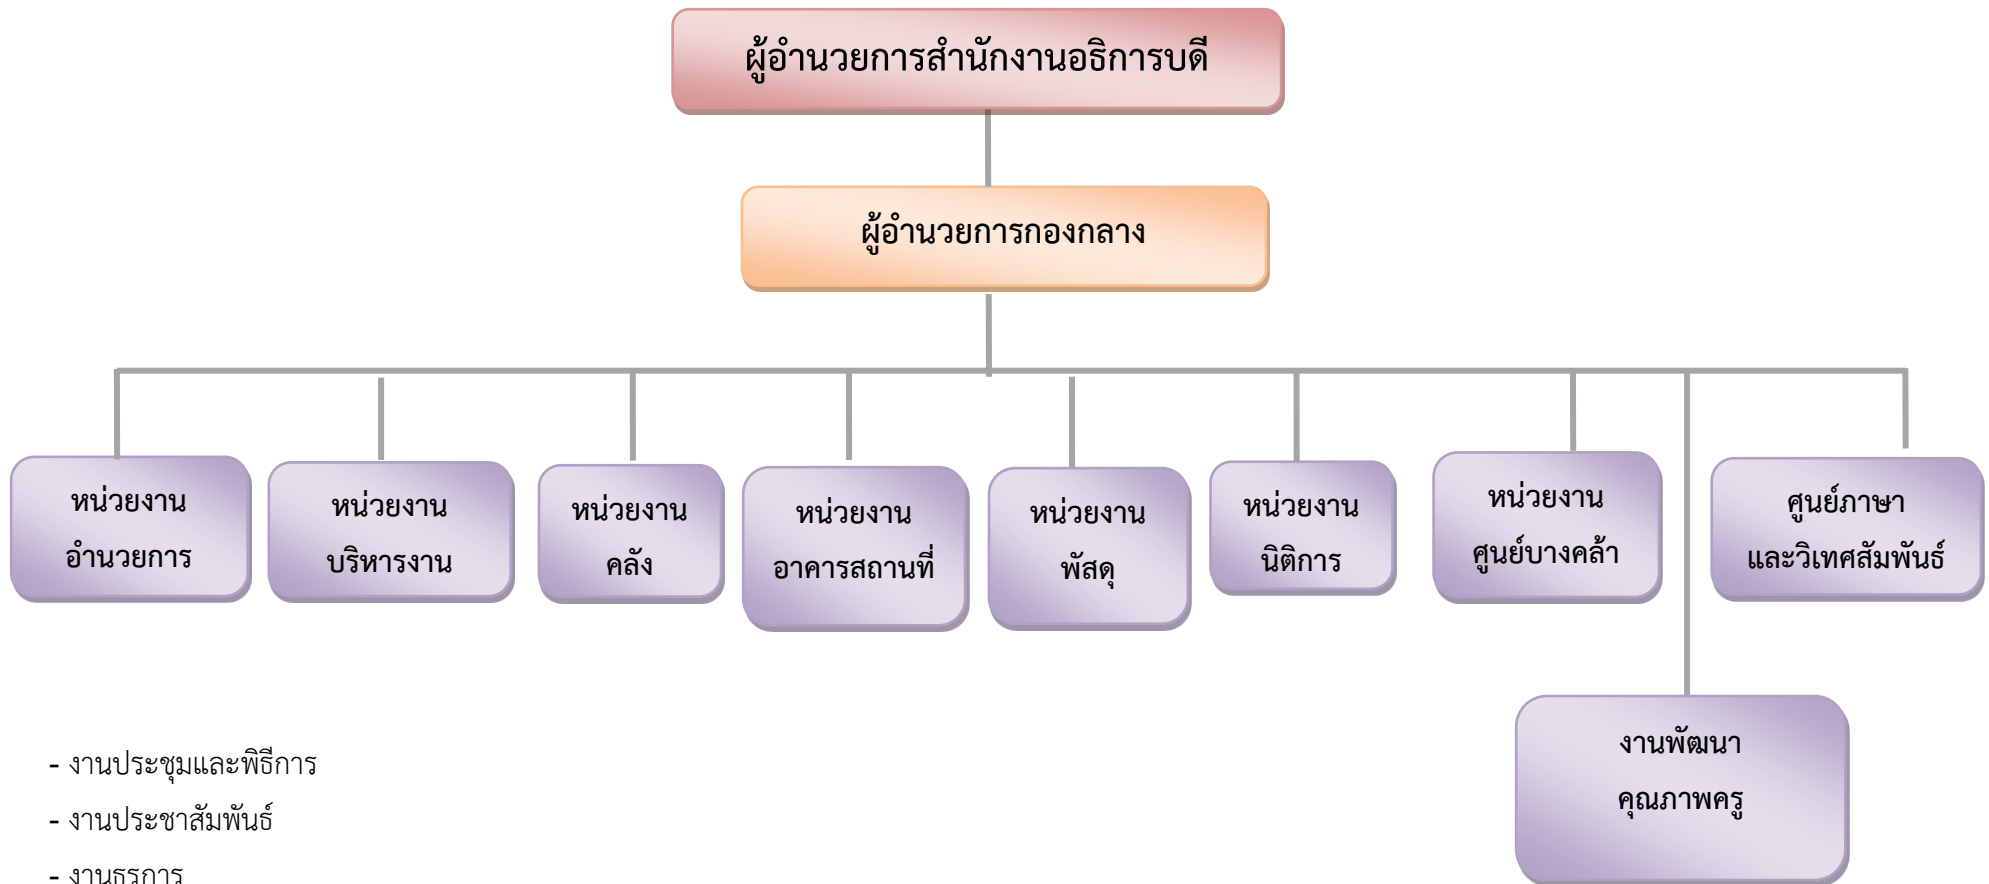 ผู้อำนวยการสำนักงานอธิการบดี
ผู้อำนวยการกองกลาง
หน่วยงาน
อำนวยการ
หน่วยงาน
บริหารงาน
หน่วยงาน
คลัง
หน่วยงาน
อาคารสถานที่
หน่วยงาน
พัสดุ
หน่วยงาน
นิติการ
หน่วยงาน
ศูนย์บางคล้า
ศูนย์ภาษา
และวิเทศสัมพันธ์
งานพัฒนา
คุณภาพครู
- งานประชุมและพิธีการ
- งานประชาสัมพันธ์
- งานธุรการ